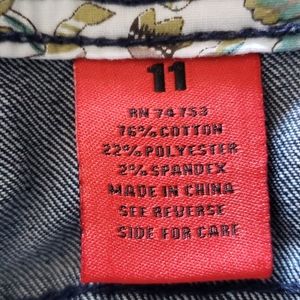 11
RN 74753
76% COTTON
22% POLYESTER
2% SPANDEX
MADE IN CHINA
SEE REVERSE
SIDE FOR CARE